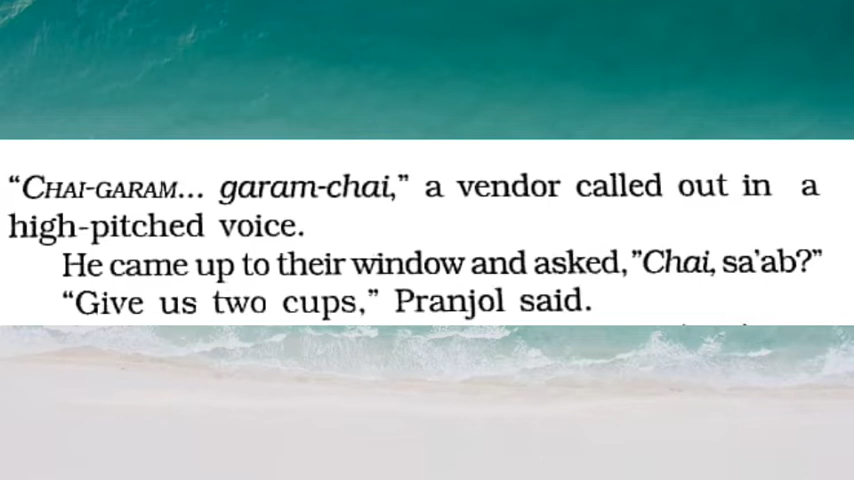 “CHAI-GARAM... garam-chai,” a vendor called out in a
high-pitched voice.
He came up to their window and asked, ”Chai, sa’ab?”
“Give us two cups,” Pranjol said.